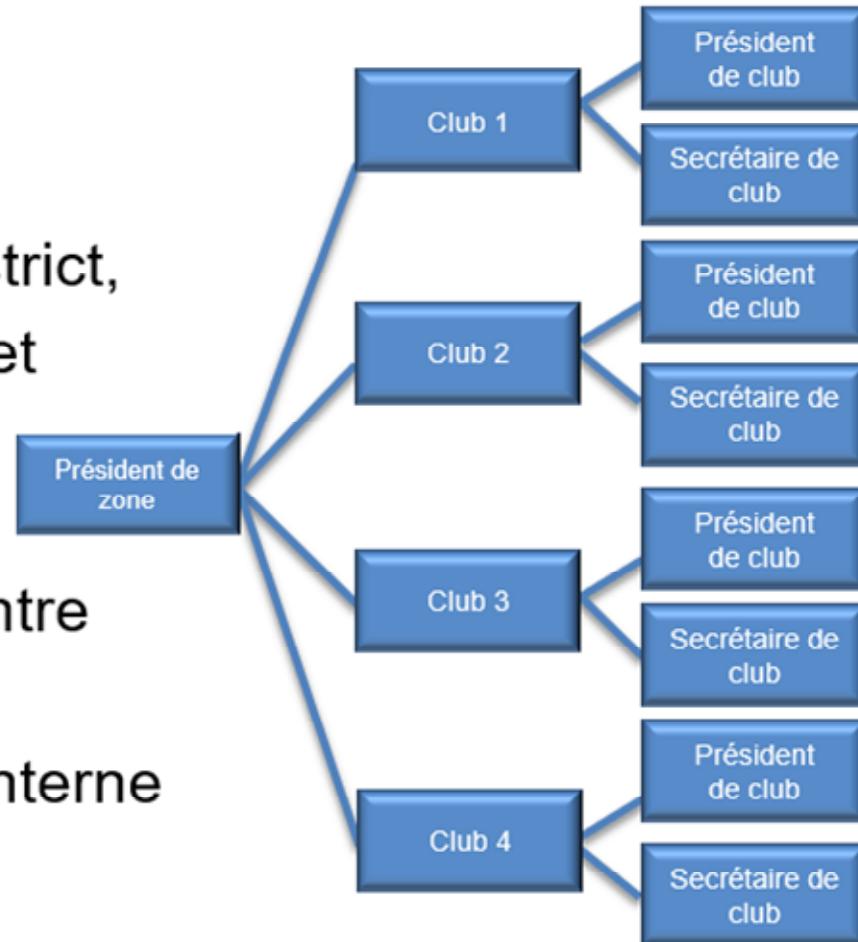 trict,
et
ntre
nterne
Président de
zone
Club 1
Président
de club
Secrétaire de
club
Club 2
Président
de club
Secrétaire de
club
Club 3
Président
de club
Secrétaire de
club
Club 4
Président
de club
Secrétaire de
club